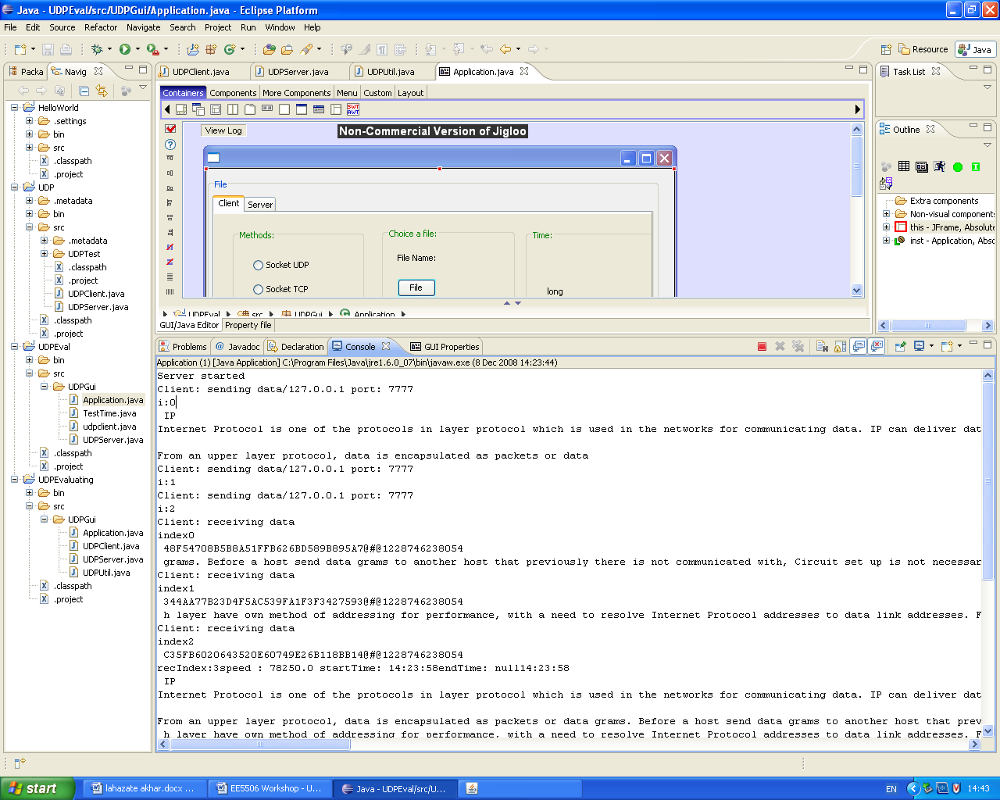 Java - UDPEval/src/UDPGui/Application.java - Eclipse Platform
File Edit Source Refactor Navigate Search Project Run Window Help
Resource Java
Packa Navig
UDPClient.java UDPServer.java UDPUtil.java Application.java
Task List
Containers Components More Components Menu Custom Layout
SWT AWT
View Log
Non-Commercial Version of Jigloo
File
Client Server
Methods: Choice a file: Time:
Socket UDP
File Name:
Socket TCP
File
long
UDPEval src UDPGui Application
GUI/Java Editor Property file
Outline
Extra components
Non-visual components
this - JFrame, Absolute
inst - Application, Abso
HelloWorld
.settings
bin
src
.classpath
.project
UDP
.metadata
bin
src
.metadata
UDPTest
.classpath
.project
UDPClient.java
UDPServer.java
.classpath
.project
UDPEval
bin
src
UDPGui
Application.java
TestTime.java
udpclient.java
UDPServer.java
.classpath
.project
UDPEvaluating
bin
src
UDPGui
Application.java
UDPClient.java
UDPServer.java
UDPUtil.java
.classpath
.project
Problems @ Javadoc Declaration Console GUI Properties
Application (1) [Java Application] C:\Program Files\Java\jre1.6.0_07\bin\javaw.exe (8 Dec 2008 14:23:44)
Server started
Client: sending data/127.0.0.1 port: 7777
i:0
IP
Internet Protocol is one of the protocols in layer protocol which is used in the networks for communicating data. IP can deliver dat
From an upper layer protocol, data is encapsulated as packets or data
Client: sending data/127.0.0.1 port: 7777
i:1
Client: sending data/127.0.0.1 port: 7777
i:2
Client: receiving data
index0
48F54708B5B8A51FFB626BD589B895A7@#@1228746238054
grams. Before a host send data grams to another host that previously there is not communicated with, Circuit set up is not necessar
Client: receiving data
index1
344AA77B23D4F5AC539FA1F3F3427593@#@1228746238054
h layer have own method of addressing for performance, with a need to resolve Internet Protocol addresses to data link addresses. F
Client: receiving data
index2
C35FB6020643520E60749E26B118BB14@#@1228746238054
recIndex:3speed : 78250.0 startTime: 14:23:58endTime: null14:23:58
IP
Internet Protocol is one of the protocols in layer protocol which is used in the networks for communicating data. IP can deliver dat
From an upper layer protocol, data is encapsulated as packets or data grams. Before a host send data grams to another host that prev
h layer have own method of addressing for performance, with a need to resolve Internet Protocol addresses to data link addresses. F
start lahazate akhar.docx ... EE5506 Workshop - U... Java - UDPEval/src/U... EN 14:43